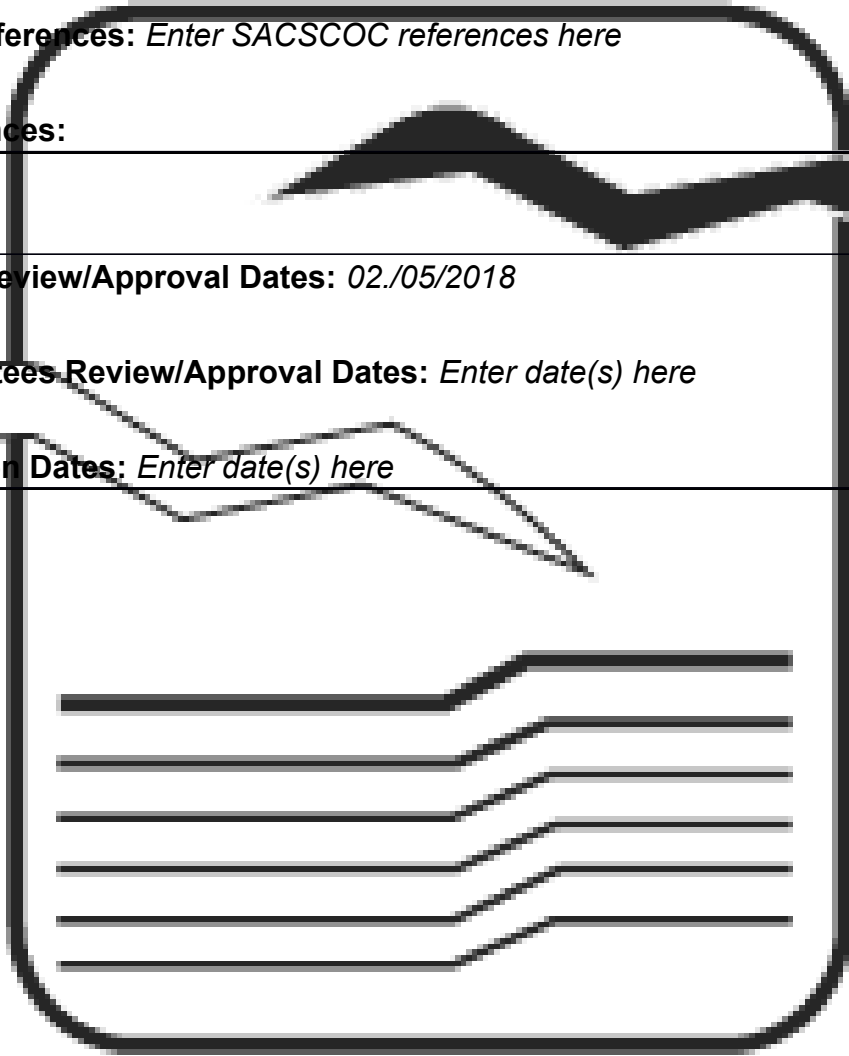 ferences: Enter SACSCOC references here
nces:
eview/Approval Dates: 02./05/2018
tees Review/Approval Dates: Enter date(s) here
n Dates: Enter date(s) here